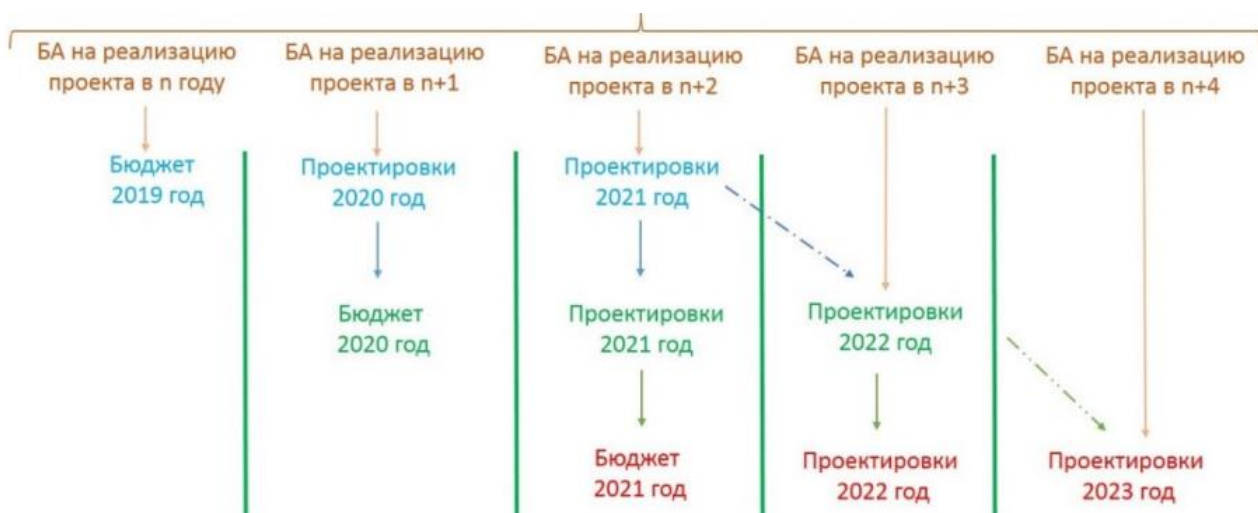 БА на реализацию
проекта в n году
БА на реализацию
проекта в n+1
БА на реализацию
проекта в n+2
БА на реализацию
проекта в n+3
БА на реализацию
проекта в n+4
Бюджет
2019 год
Проектировки
2020 год
Проектировки
2021 год
Бюджет
2020 год
Проектировки
2021 год
Проектировки
2022 год
Бюджет
2021 год
Проектировки
2022 год
Проектировки
2023 год